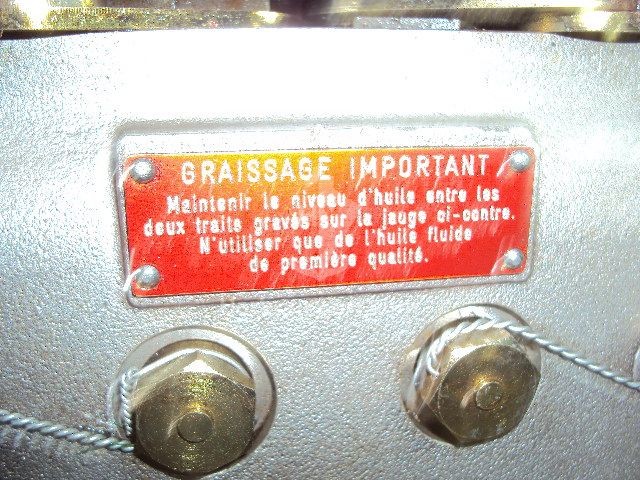 GRAISSAGE IMPORTANT
Maintenir le niveau d'huile entre les
deux traits gravés sur la jauge ci-contre.
N'utiliser que de l'huile fluide
de première qualité.